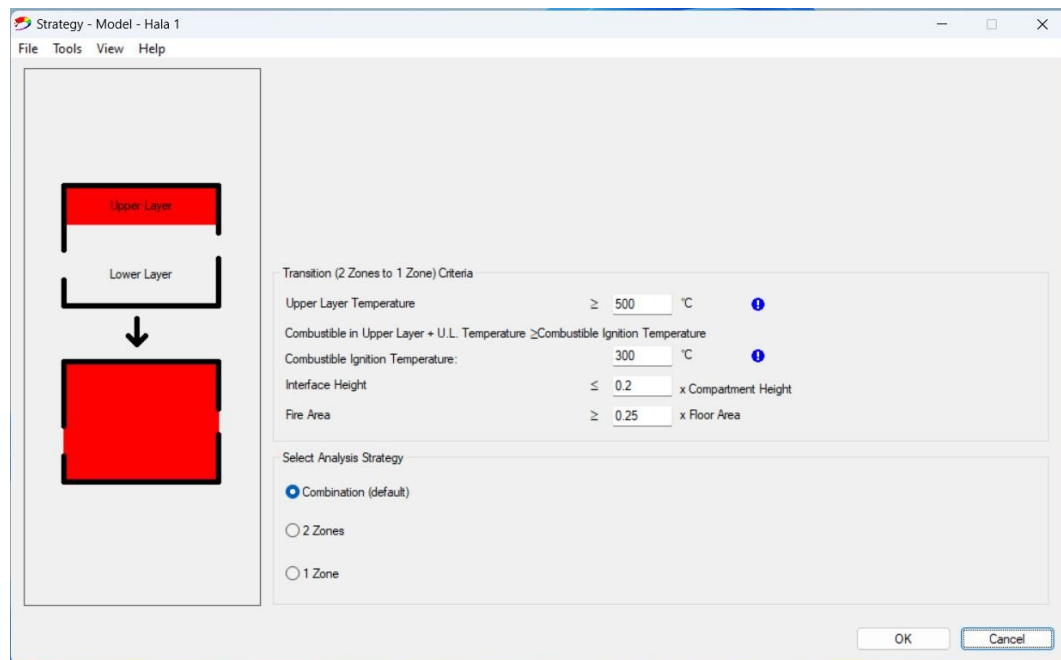 Strategy - Model - Hala 1
File Tools View Help
Upper Layer
Lower Layer
Transition (2 Zones to 1 Zone) Criteria
Upper Layer Temperature ≥ 500 °C
Combustible in Upper Layer + U.L. Temperature ≥Combustible Ignition Temperature
Combustible Ignition Temperature: 300 °C
Interface Height ≤ 0.2 x Compartment Height
Fire Area ≥ 0.25 x Floor Area
Select Analysis Strategy
Combination (default)
2 Zones
1 Zone
OK Cancel